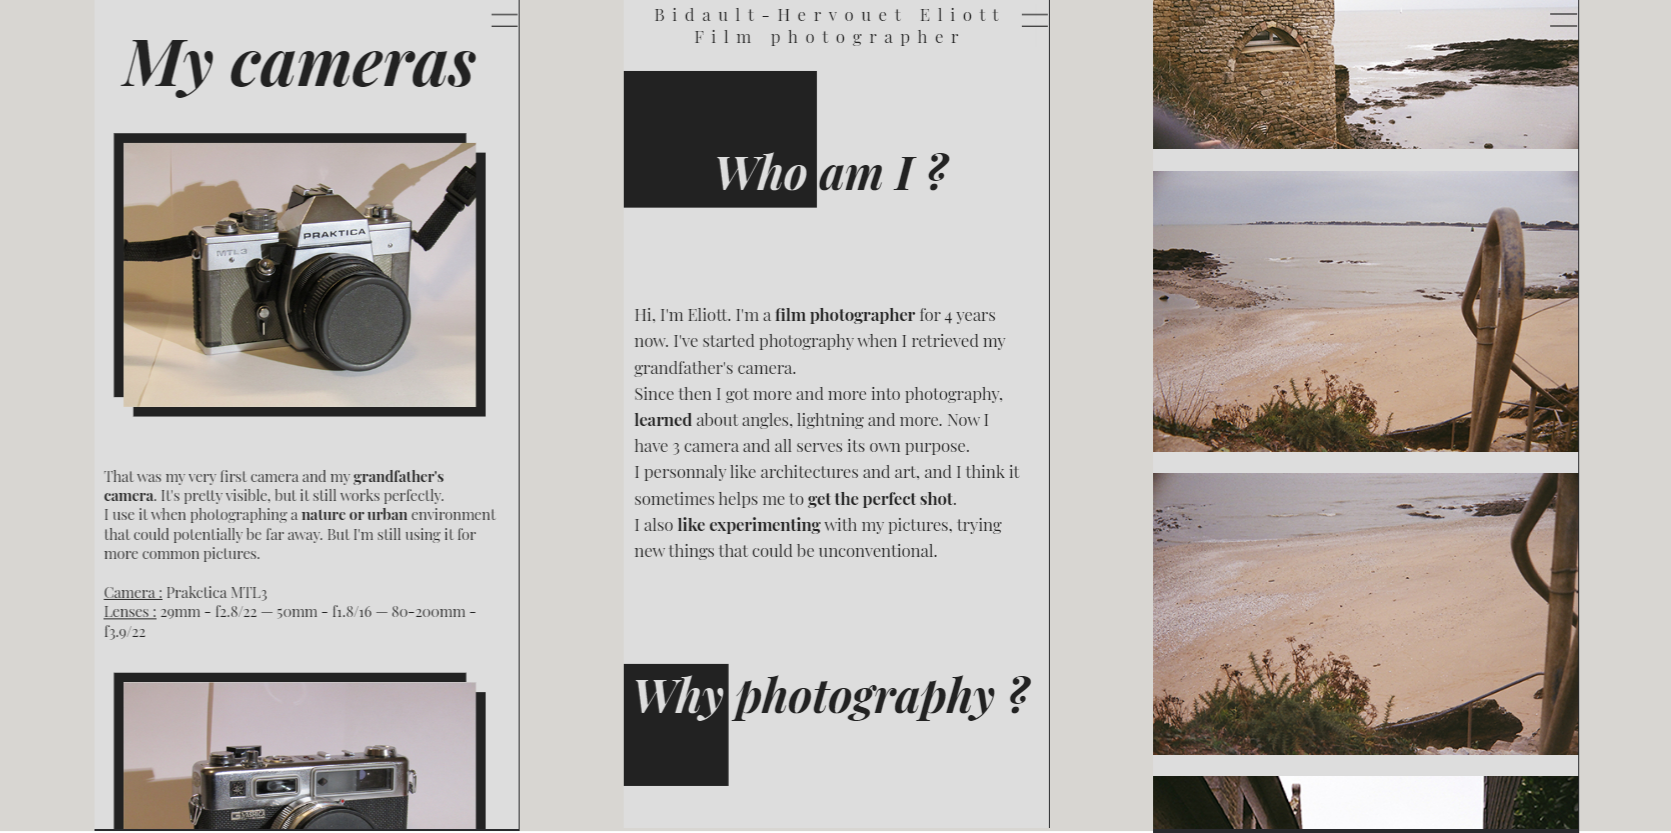 My cameras
PRAKTICA
MTL3
That was my very first camera and my grandfather's
camera. It's pretty visible, but it still works perfectly.
I use it when photographing a nature or urban environment
that could potentially be far away. But I'm still using it for
more common pictures.
Camera : Prakctica MTL3
Lenses : 29mm - f2.8/22 — 50mm - f1.8/16 — 80-200mm -
f3.9/22
Bidault-Hervouet Eliott
Film photographer
Who am I ?
Hi, I'm Eliott. I'm a film photographer for 4 years
now. I've started photography when I retrieved my
grandfather's camera.
Since then I got more and more into photography,
learned about angles, lightning and more. Now I
have 3 camera and all serves its own purpose.
I personnaly like architectures and art, and I think it
sometimes helps me to get the perfect shot.
I also like experimenting with my pictures, trying
new things that could be unconventional.
Why photography ?